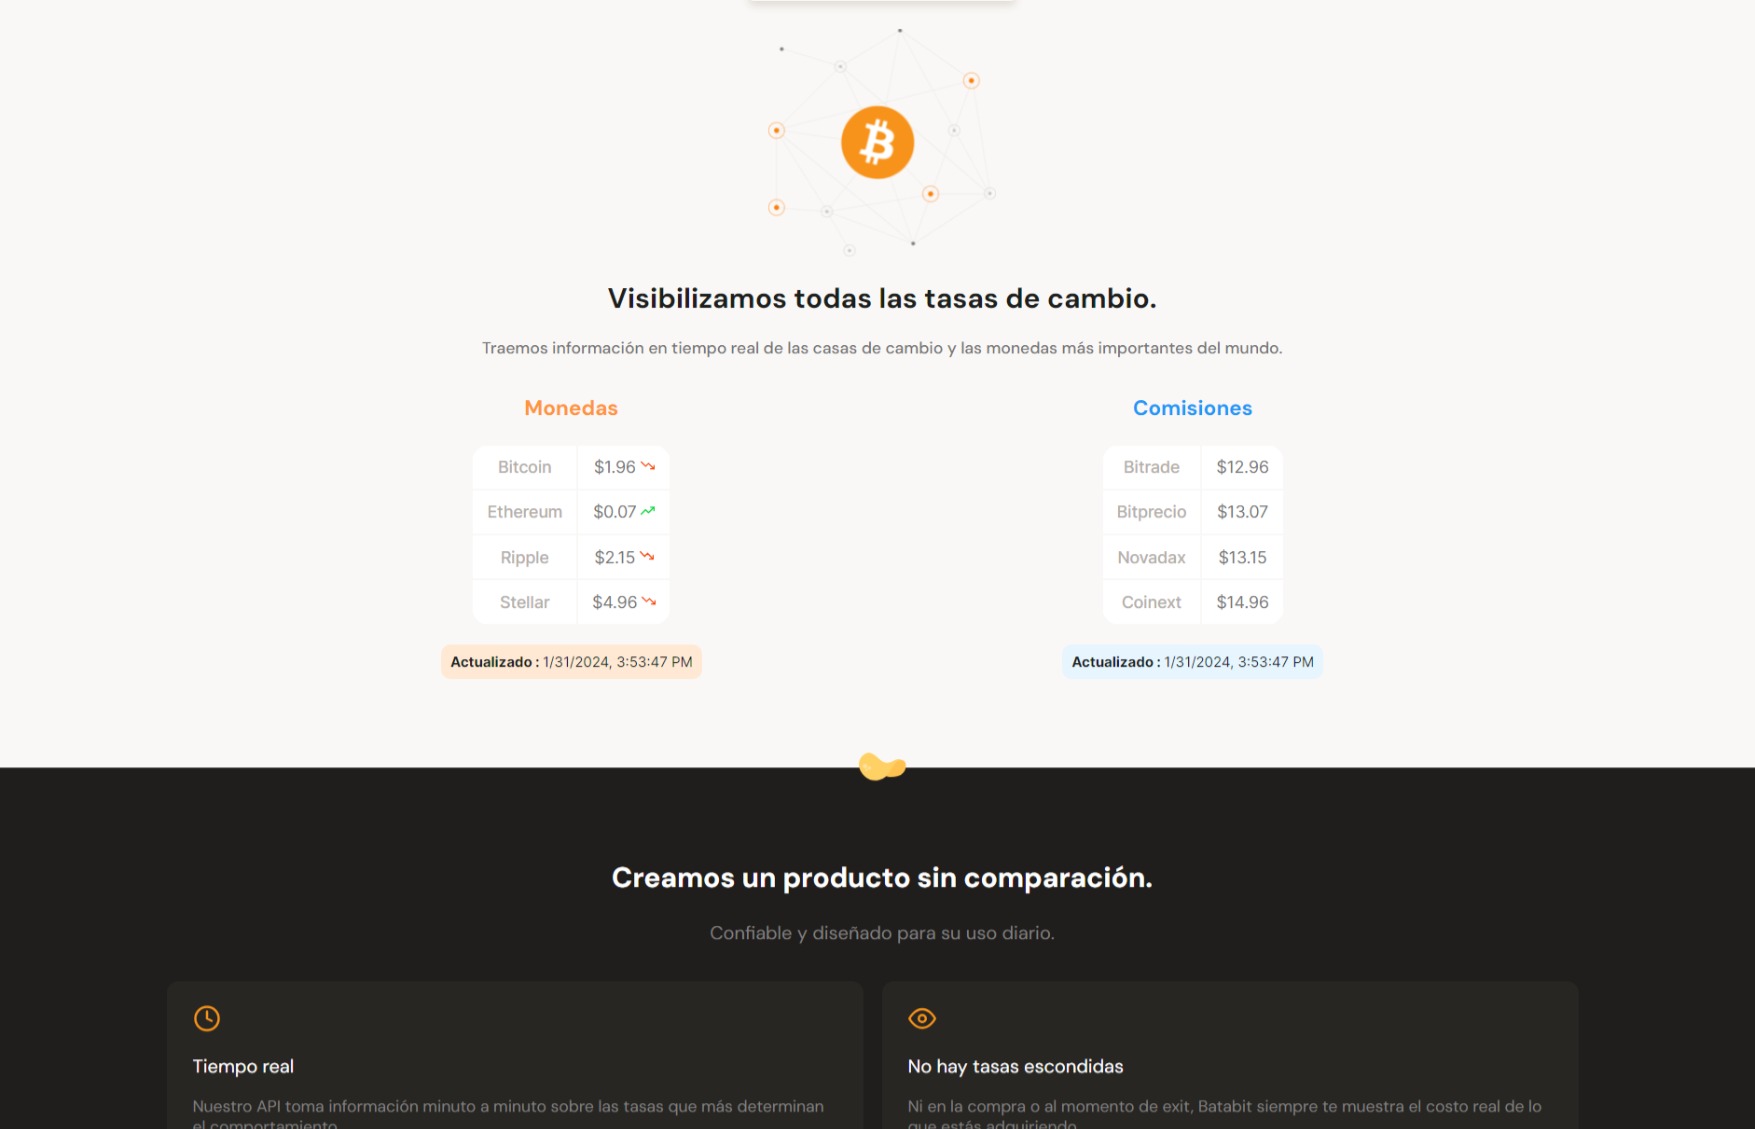 Visibilizamos todas las tasas de cambio.
Traemos información en tiempo real de las casas de cambio y las monedas más importantes del mundo.
Monedas
Bitcoin $1.96
Ethereum $0.07
Ripple $2.15
Stellar $4.96
Actualizado : 1/31/2024, 3:53:47 PM
Comisiones
Bitrade $12.96
Bitprecio $13.07
Novadax $13.15
Coinext $14.96
Actualizado : 1/31/2024, 3:53:47 PM
Creamos un producto sin comparación.
Confiable y diseñado para su uso diario.
Tiempo real
Nuestro API toma información minuto a minuto sobre las tasas que más determinan
el comportamiento.
No hay tasas escondidas
Ni en la compra o al momento de exit, Batabit siempre te muestra el costo real de lo
que estás adquiriendo.